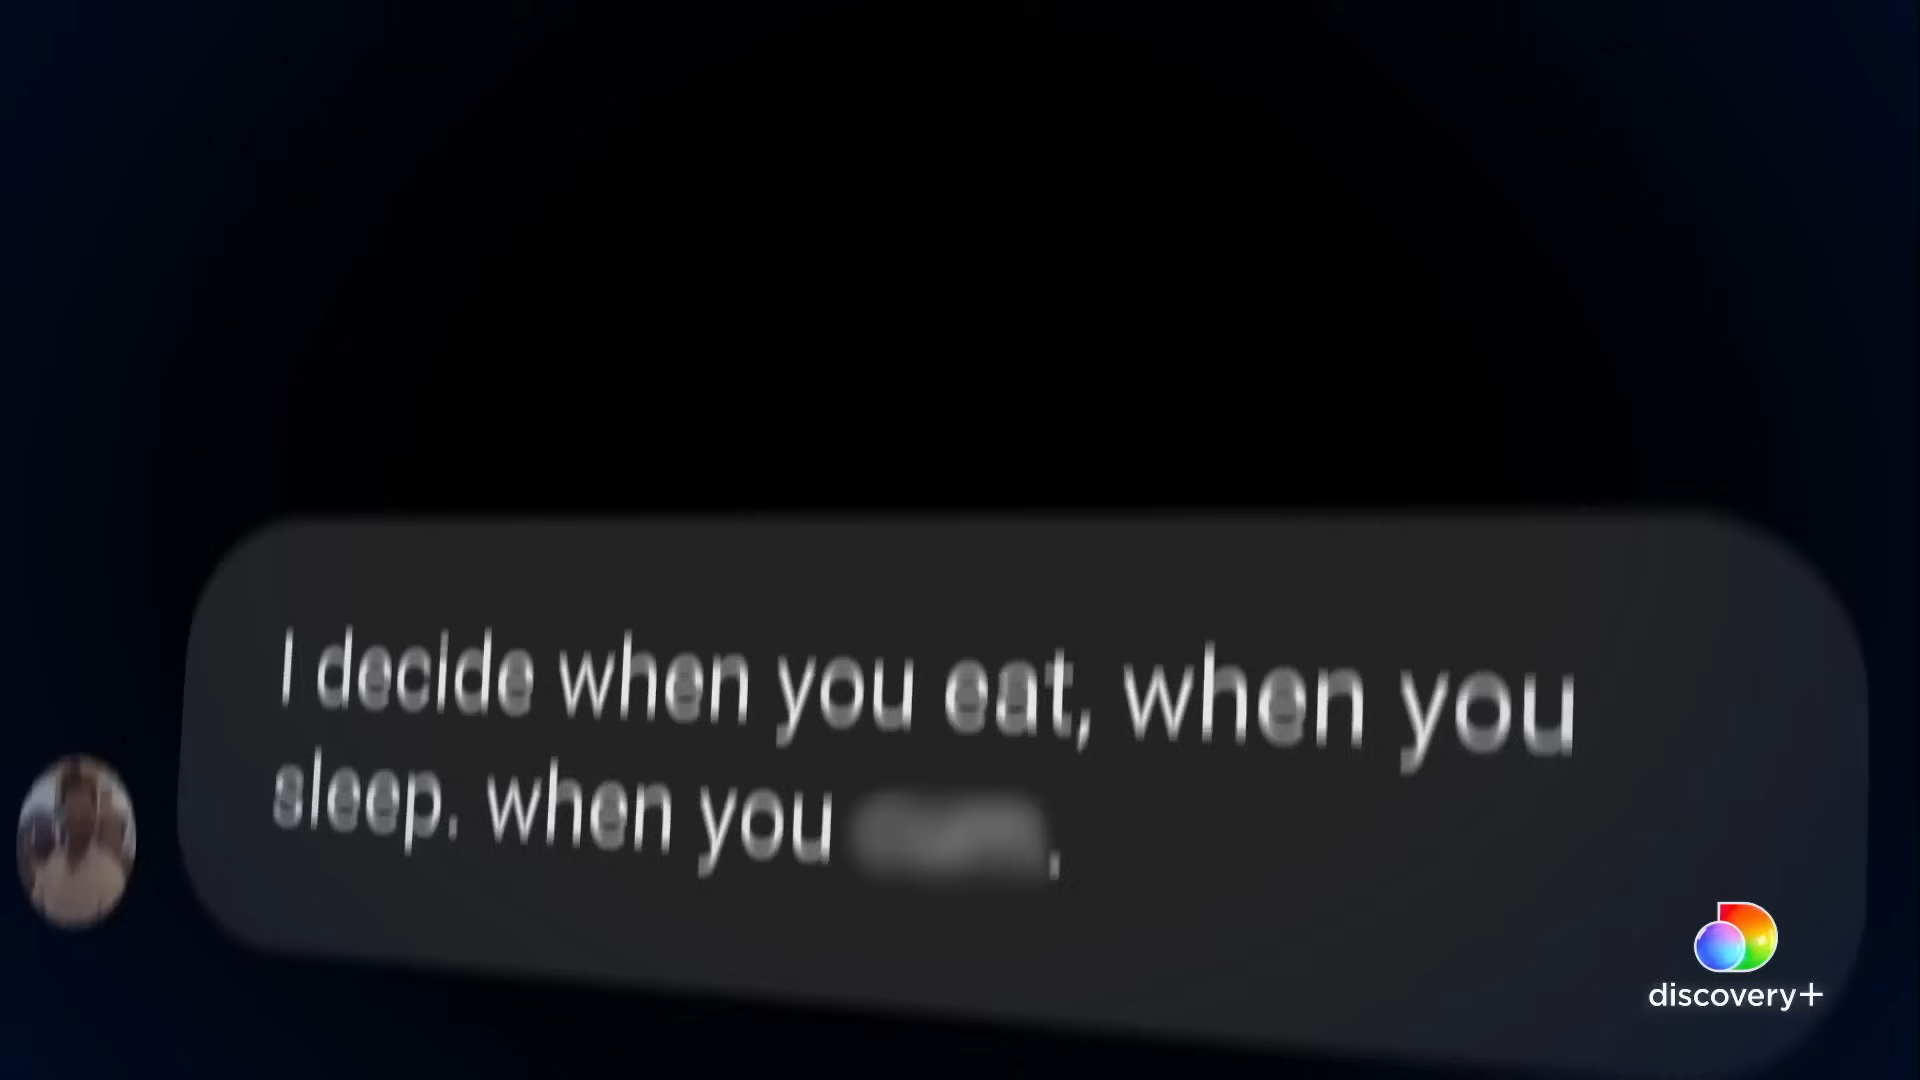 I decide when you eat, when you
sleep. when you .
discovery+